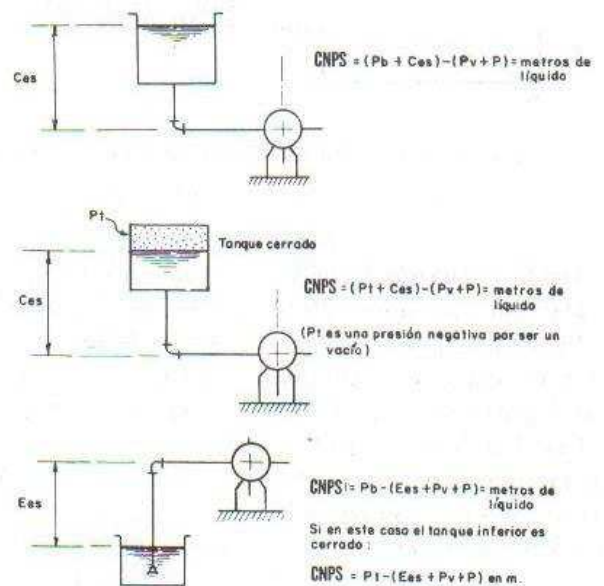 Ces
CNPS = (Pb + Ces)-(Pv + P) = metros de
líquido
Pt
Tanque cerrado
Ces
CNPS = (Pt + Ces)-(Pv+P) = metros de
líquido
(Pt es una presión negativa por ser un
vacío)
Ees
CNPS = Pb-(Ees+Pv+P) = metros de
líquido
Si en este caso el tanque inferior es
cerrado:
CNPS = Pt-(Ees+Pv+P) en m.